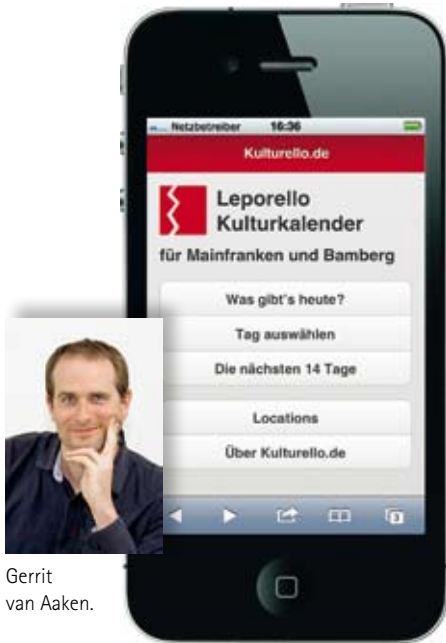 Netzbetreiber 16:36
Kulturello.de
Leporello
Kulturkalender
für Mainfranken und Bamberg
Was gibt's heute?
Tag auswählen
Die nächsten 14 Tage
Locations
Über Kulturello.de
3
Gerrit
van Aaken.